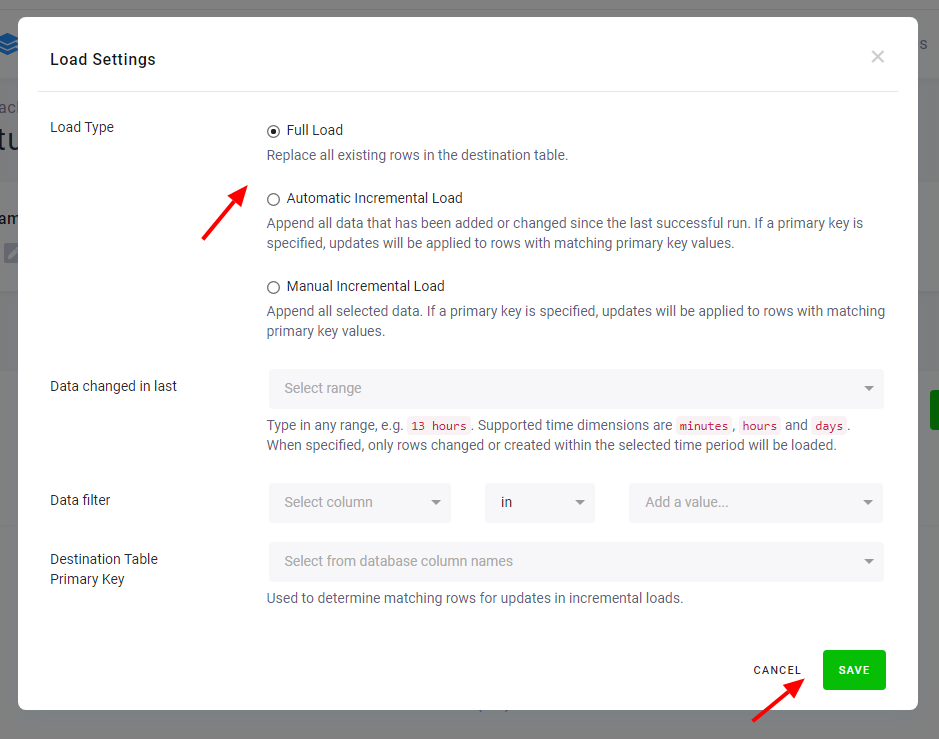 Load Settings
Load Type
Full Load
Replace all existing rows in the destination table.
Automatic Incremental Load
Append all data that has been added or changed since the last successful run. If a primary key is
specified, updates will be applied to rows with matching primary key values.
Manual Incremental Load
Append all selected data. If a primary key is specified, updates will be applied to rows with matching
primary key values.
Data changed in last
Select range
Type in any range, e.g. 13 hours. Supported time dimensions are minutes, hours and days.
When specified, only rows changed or created within the selected time period will be loaded.
Data filter
Select column
in
Add a value...
Destination Table
Primary Key
Select from database column names
Used to determine matching rows for updates in incremental loads.
CANCEL
SAVE